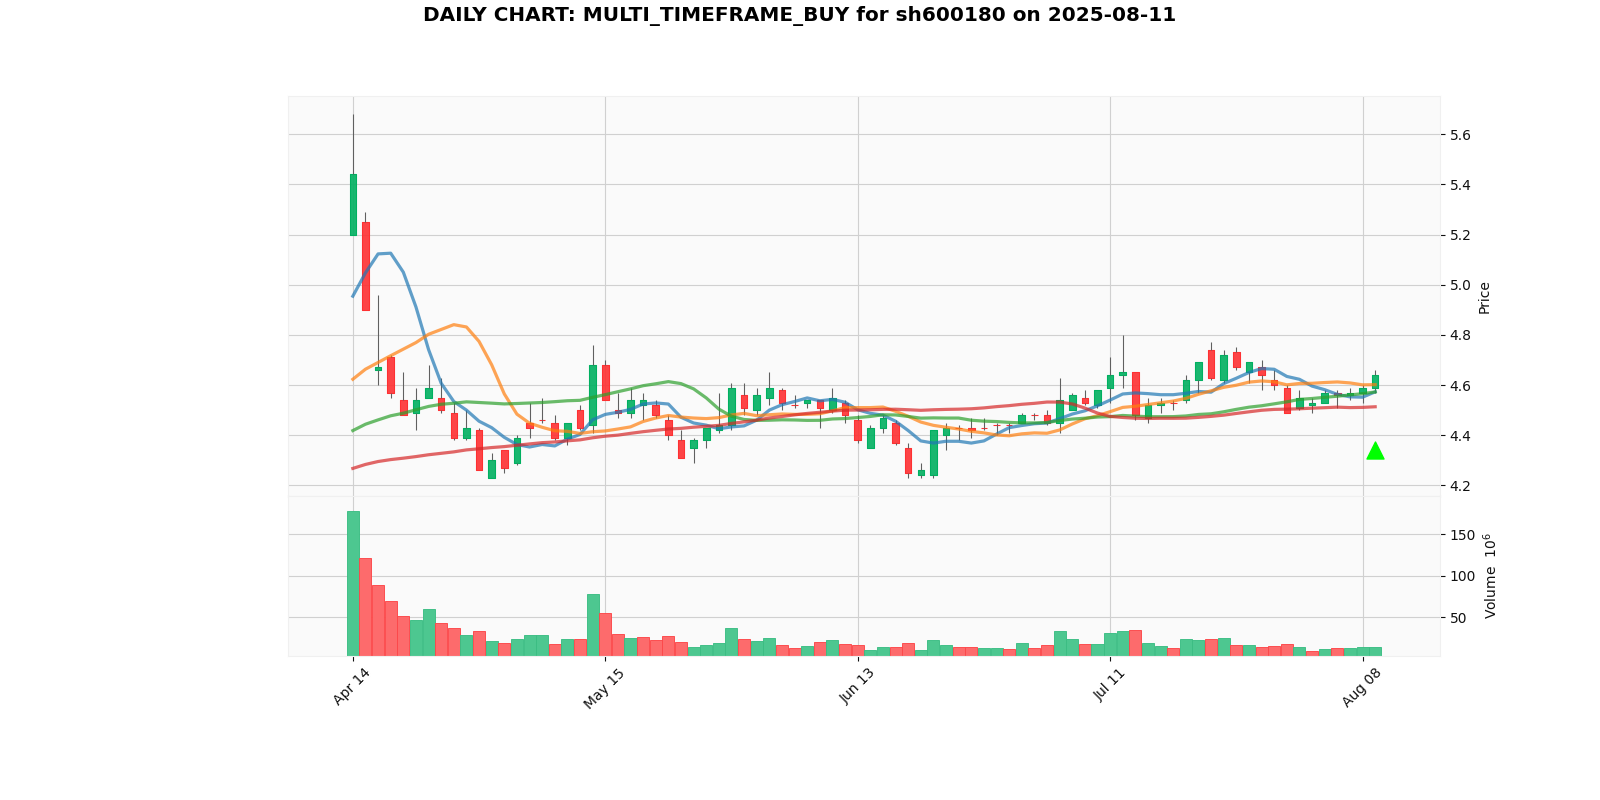 DAILY CHART: MULTI_TIMEFRAME_BUY for sh600180 on 2025-08-11
5.6
5.4
5.2
5.0
4.8
4.6
4.4
4.2
Price
150
100
50
Volume 10⁶
Apr 14
May 15
Jun 13
Jul 11
Aug 08